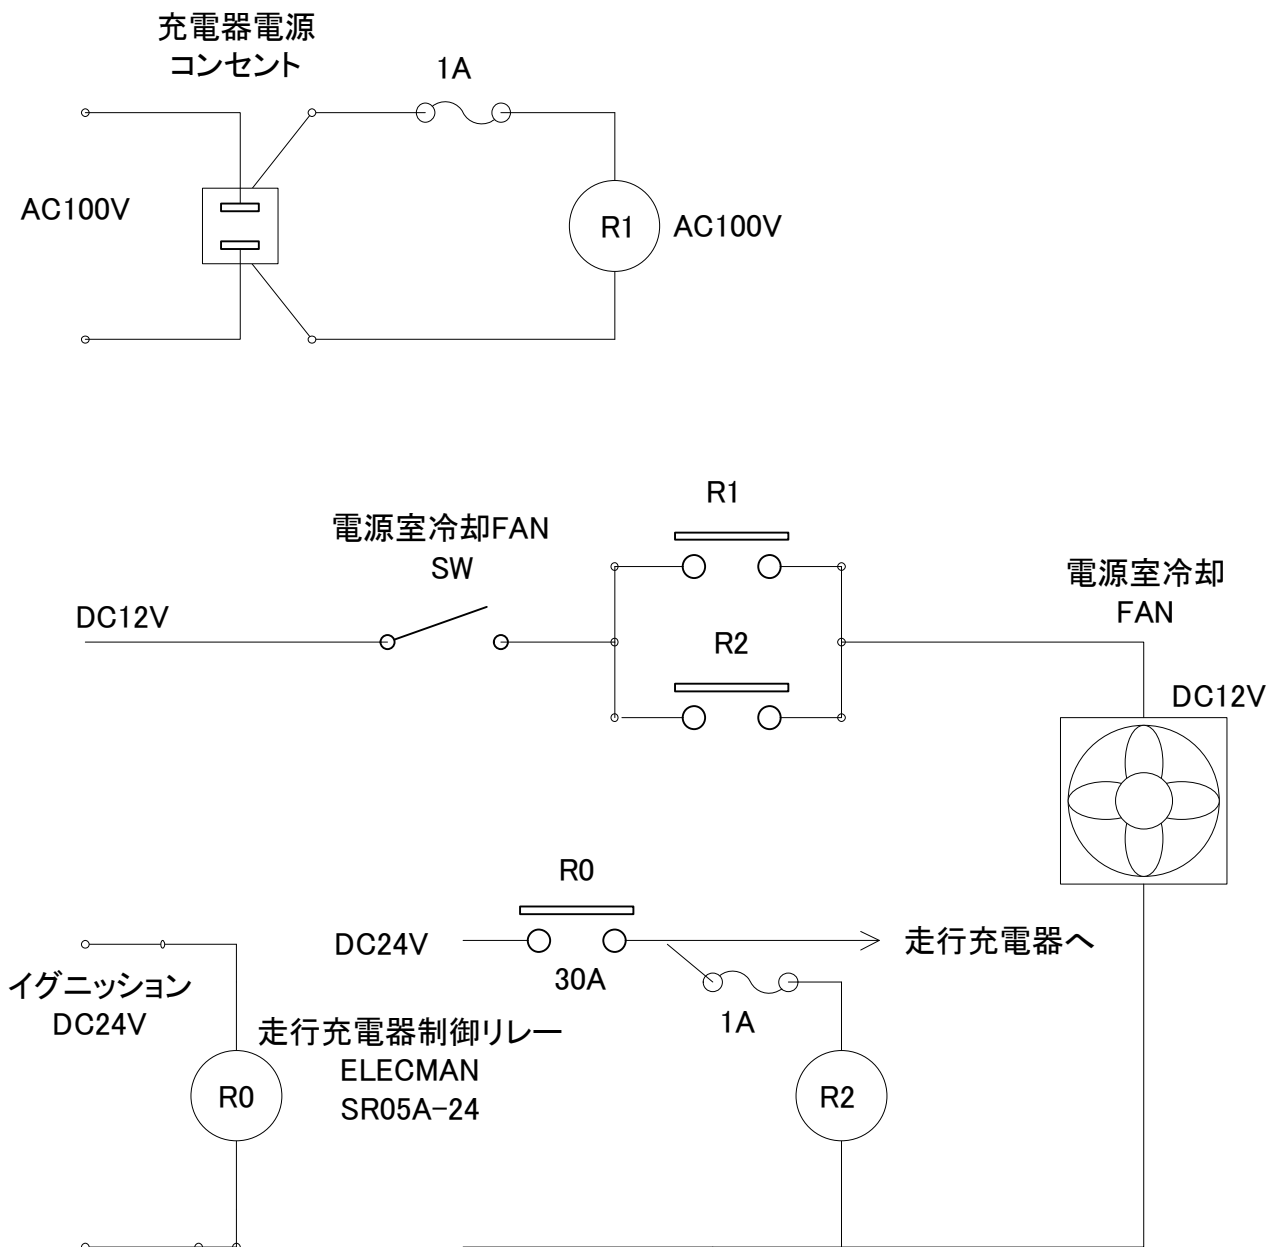 充電器電源
コンセント
1A
AC100V
R1
AC100V
R1
電源室冷却FAN
SW
電源室冷却
FAN
DC12V
R2
DC12V
R0
DC24V
走行充電器へ
30A
イグニッション
DC24V
1A
走行充電器制御リレー
ELECMAN
SR05A-24
R0
R2